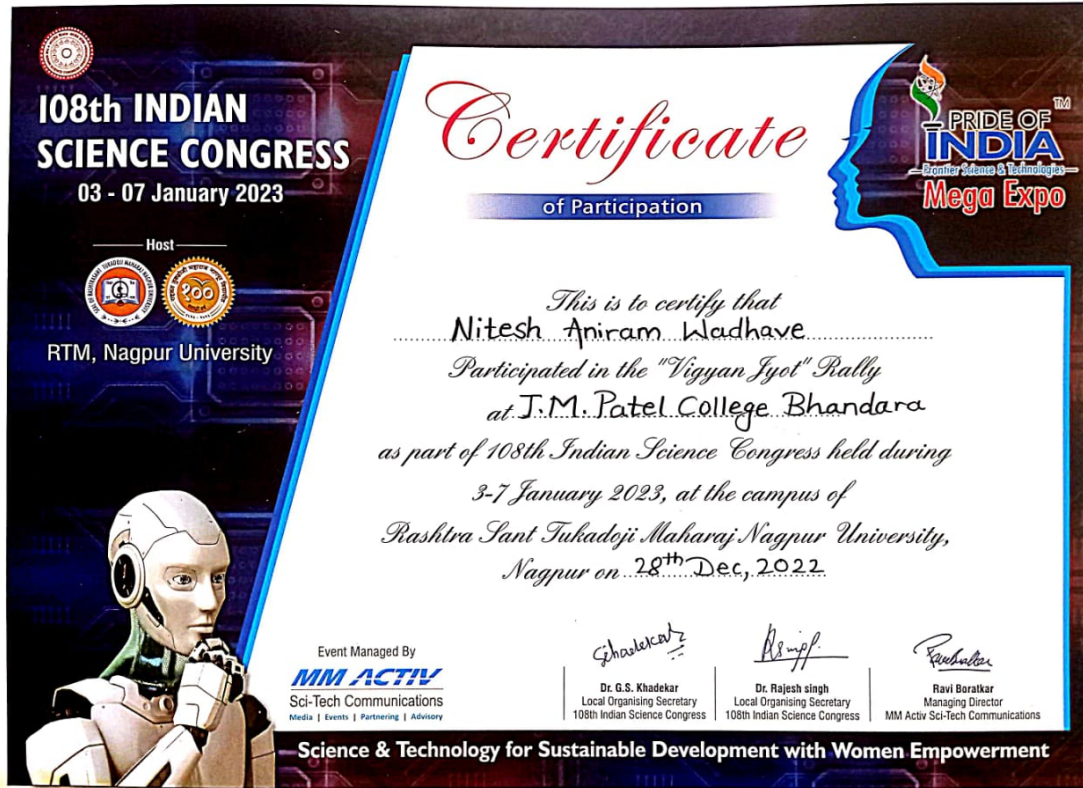 108th INDIAN
SCIENCE CONGRESS
03 - 07 January 2023
Host
RTM, Nagpur University
Certificate
of Participation
PRIDE OF TM
INDIA
Frontier Science & Technologies
Mega Expo
This is to certify that
Nitesh Aniram Wadhave
Participated in the "Vigyan Jyot" Rally
at J.M. Patel College Bhandara
as part of 108th Indian Science Congress held during
3-7 January 2023, at the campus of
Rashtra Sant Tukadoji Maharaj Nagpur University,
Nagpur on 28th Dec, 2022
Event Managed By
MM ACTIV
Sci-Tech Communications
Media | Events | Partnering | Advisory
Dr. G.S. Khadekar
Local Organising Secretary
108th Indian Science Congress
Dr. Rajesh singh
Local Organising Secretary
108th Indian Science Congress
Ravi Boratkar
Managing Director
MM Activ Sci-Tech Communications
Science & Technology for Sustainable Development with Women Empowerment